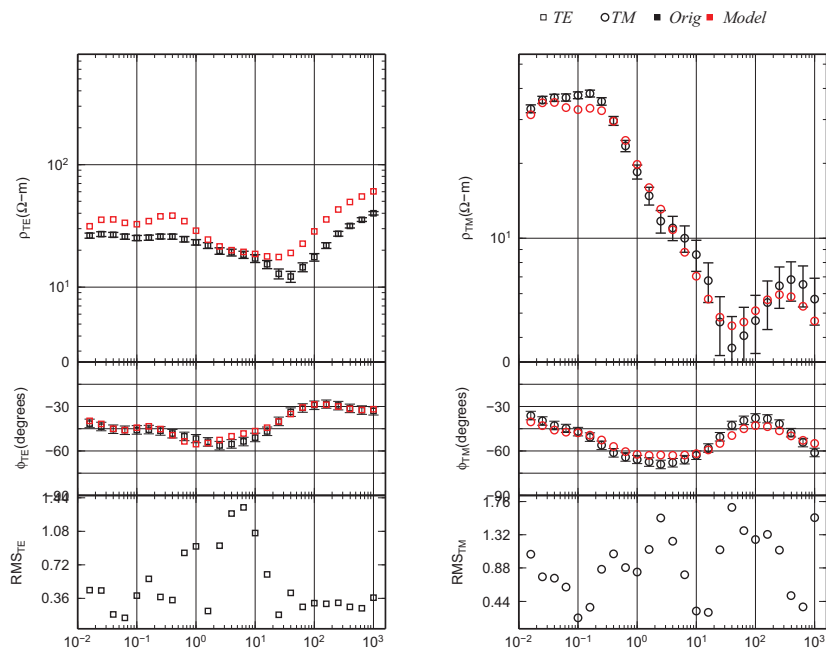 TE TM Orig Model
10²
10¹
0
ρTE(Ω−m)
10¹
0
ρTM(Ω−m)
−30
−60
−90
ϕTE(degrees)
−30
−60
−90
ϕTM(degrees)
1.44
1.08
0.72
0.36
RMSTE
1.76
1.32
0.88
0.44
RMSTM
10⁻² 10⁻¹ 10⁰ 10¹ 10² 10³
10⁻² 10⁻¹ 10⁰ 10¹ 10² 10³